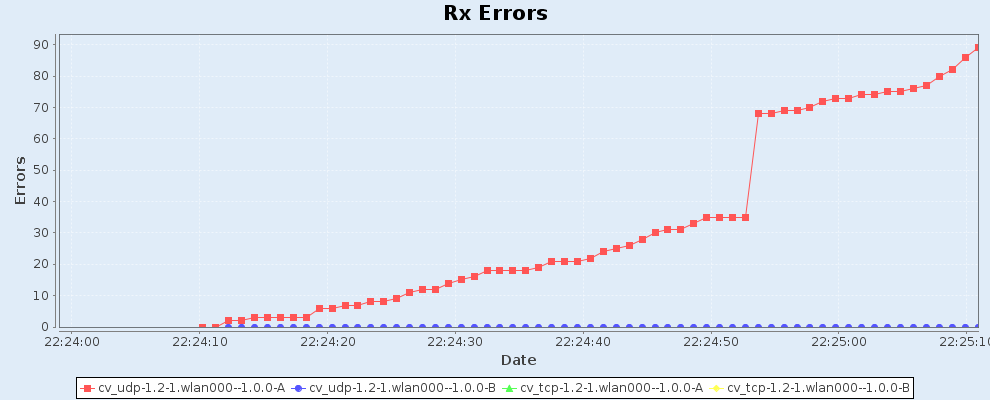 Rx Errors
90
80
70
60
50
40
30
20
10
0
Errors
22:24:00 22:24:10 22:24:20 22:24:30 22:24:40 22:24:50 22:25:00 22:25:10
Date
cv_udp-1.2-1.wlan000--1.0.0-A cv_udp-1.2-1.wlan000--1.0.0-B cv_tcp-1.2-1.wlan000--1.0.0-A cv_tcp-1.2-1.wlan000--1.0.0-B